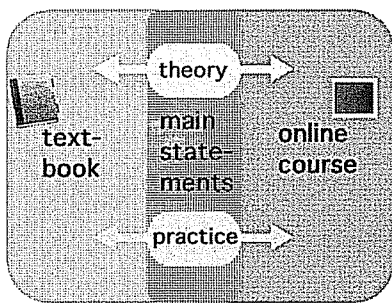 theory
text-
book
main
state-
ments
online
course
practice